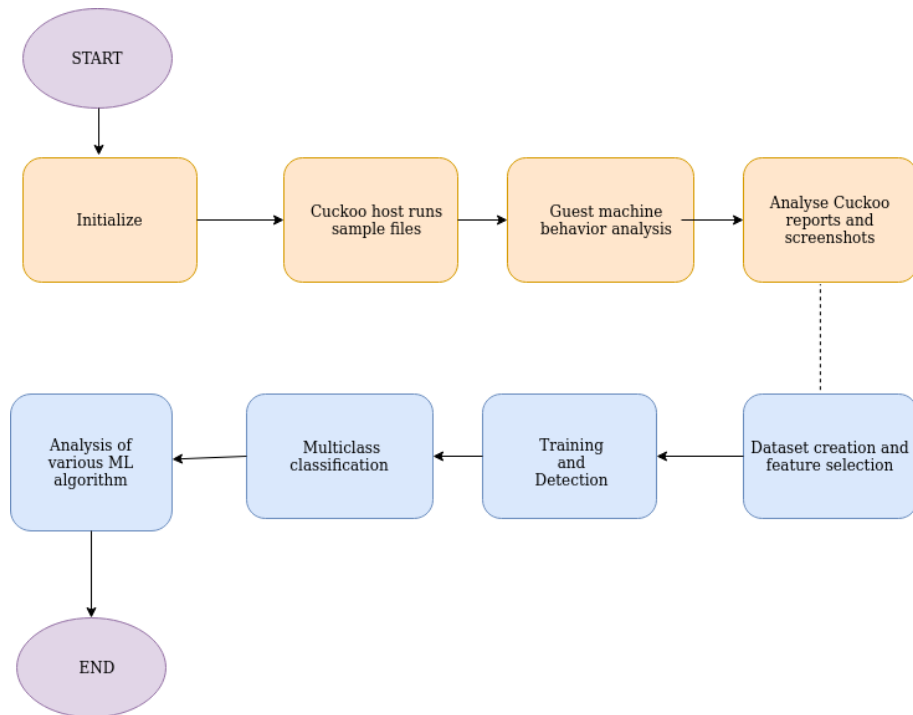 START
Initialize
Cuckoo host runs
sample files
Guest machine
behavior analysis
Analyse Cuckoo
reports and
screenshots
Dataset creation and
feature selection
Training
and
Detection
Multiclass
classification
Analysis of
various ML
algorithm
END